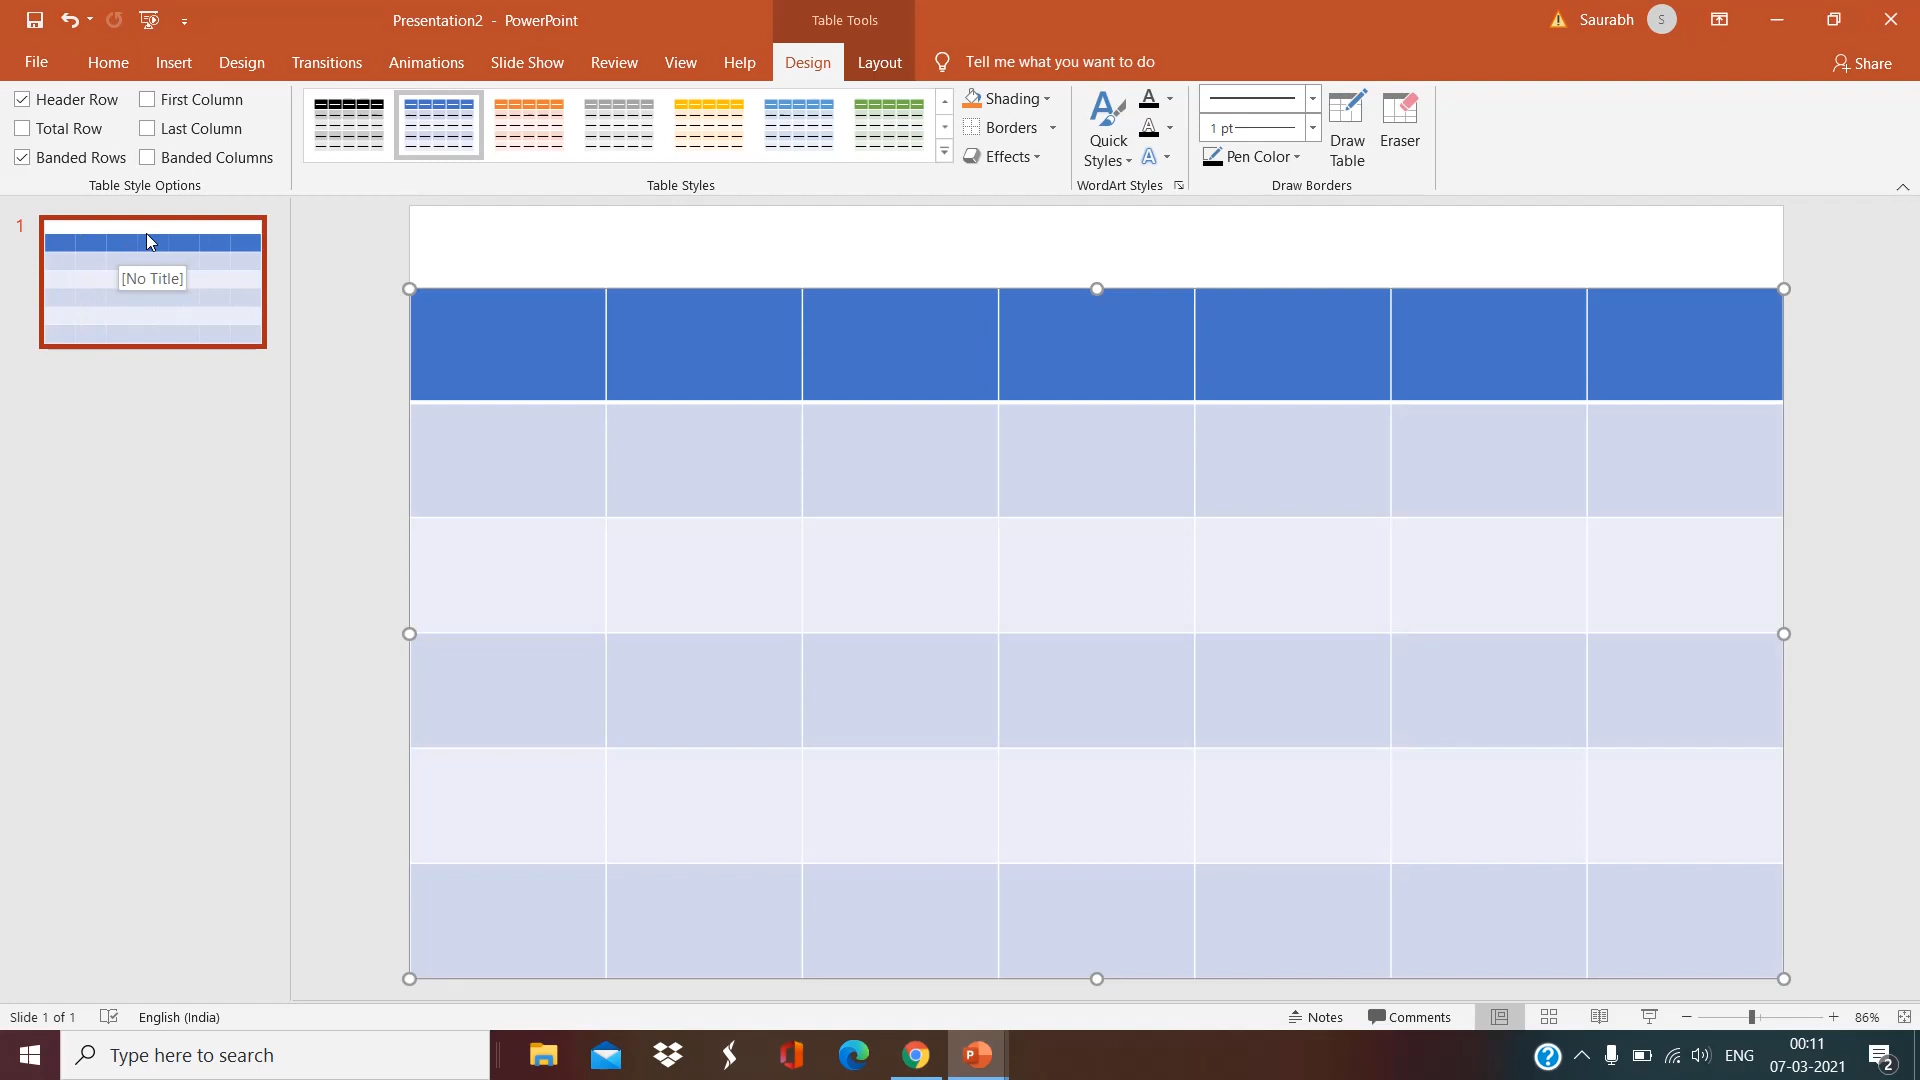 Presentation2 - PowerPoint
Table Tools
Saurabh
S
File
Home
Insert
Design
Transitions
Animations
Slide Show
Review
View
Help
Design
Layout
Tell me what you want to do
Share
Header Row
First Column
Total Row
Last Column
Banded Rows
Banded Columns
Table Style Options
Table Styles
Shading
Borders
Effects
Quick
Styles
A
A
A
A
WordArt Styles
1 pt
Pen Color
Draw
Table
Eraser
Draw Borders
1
[No Title]
Slide 1 of 1
English (India)
Notes
Comments
86%
Type here to search
P
?
ENG
00:11
07-03-2021
2